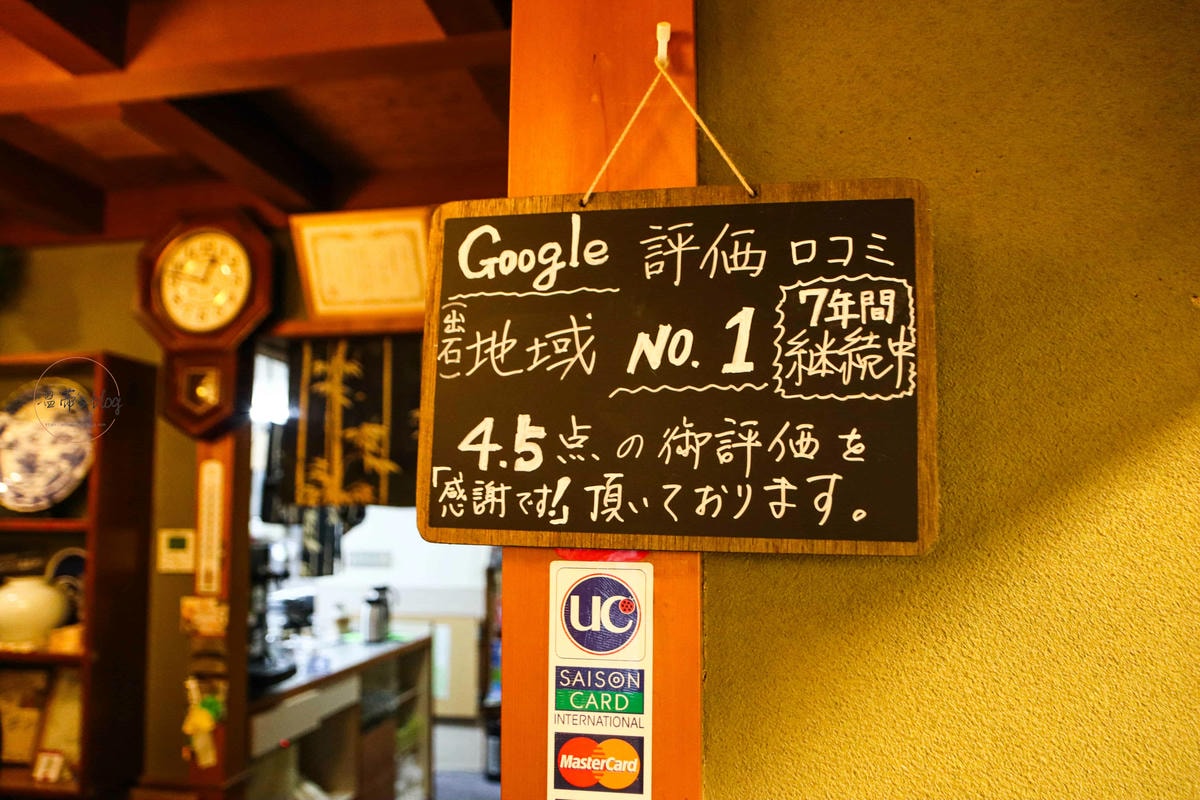 Google 評価 口コミ
(出石)地域 NO.1
7年間
継続中
4.5点の御評価を
「感謝です!」頂いております。
UC
SAISON
CARD
INTERNATIONAL
MasterCard